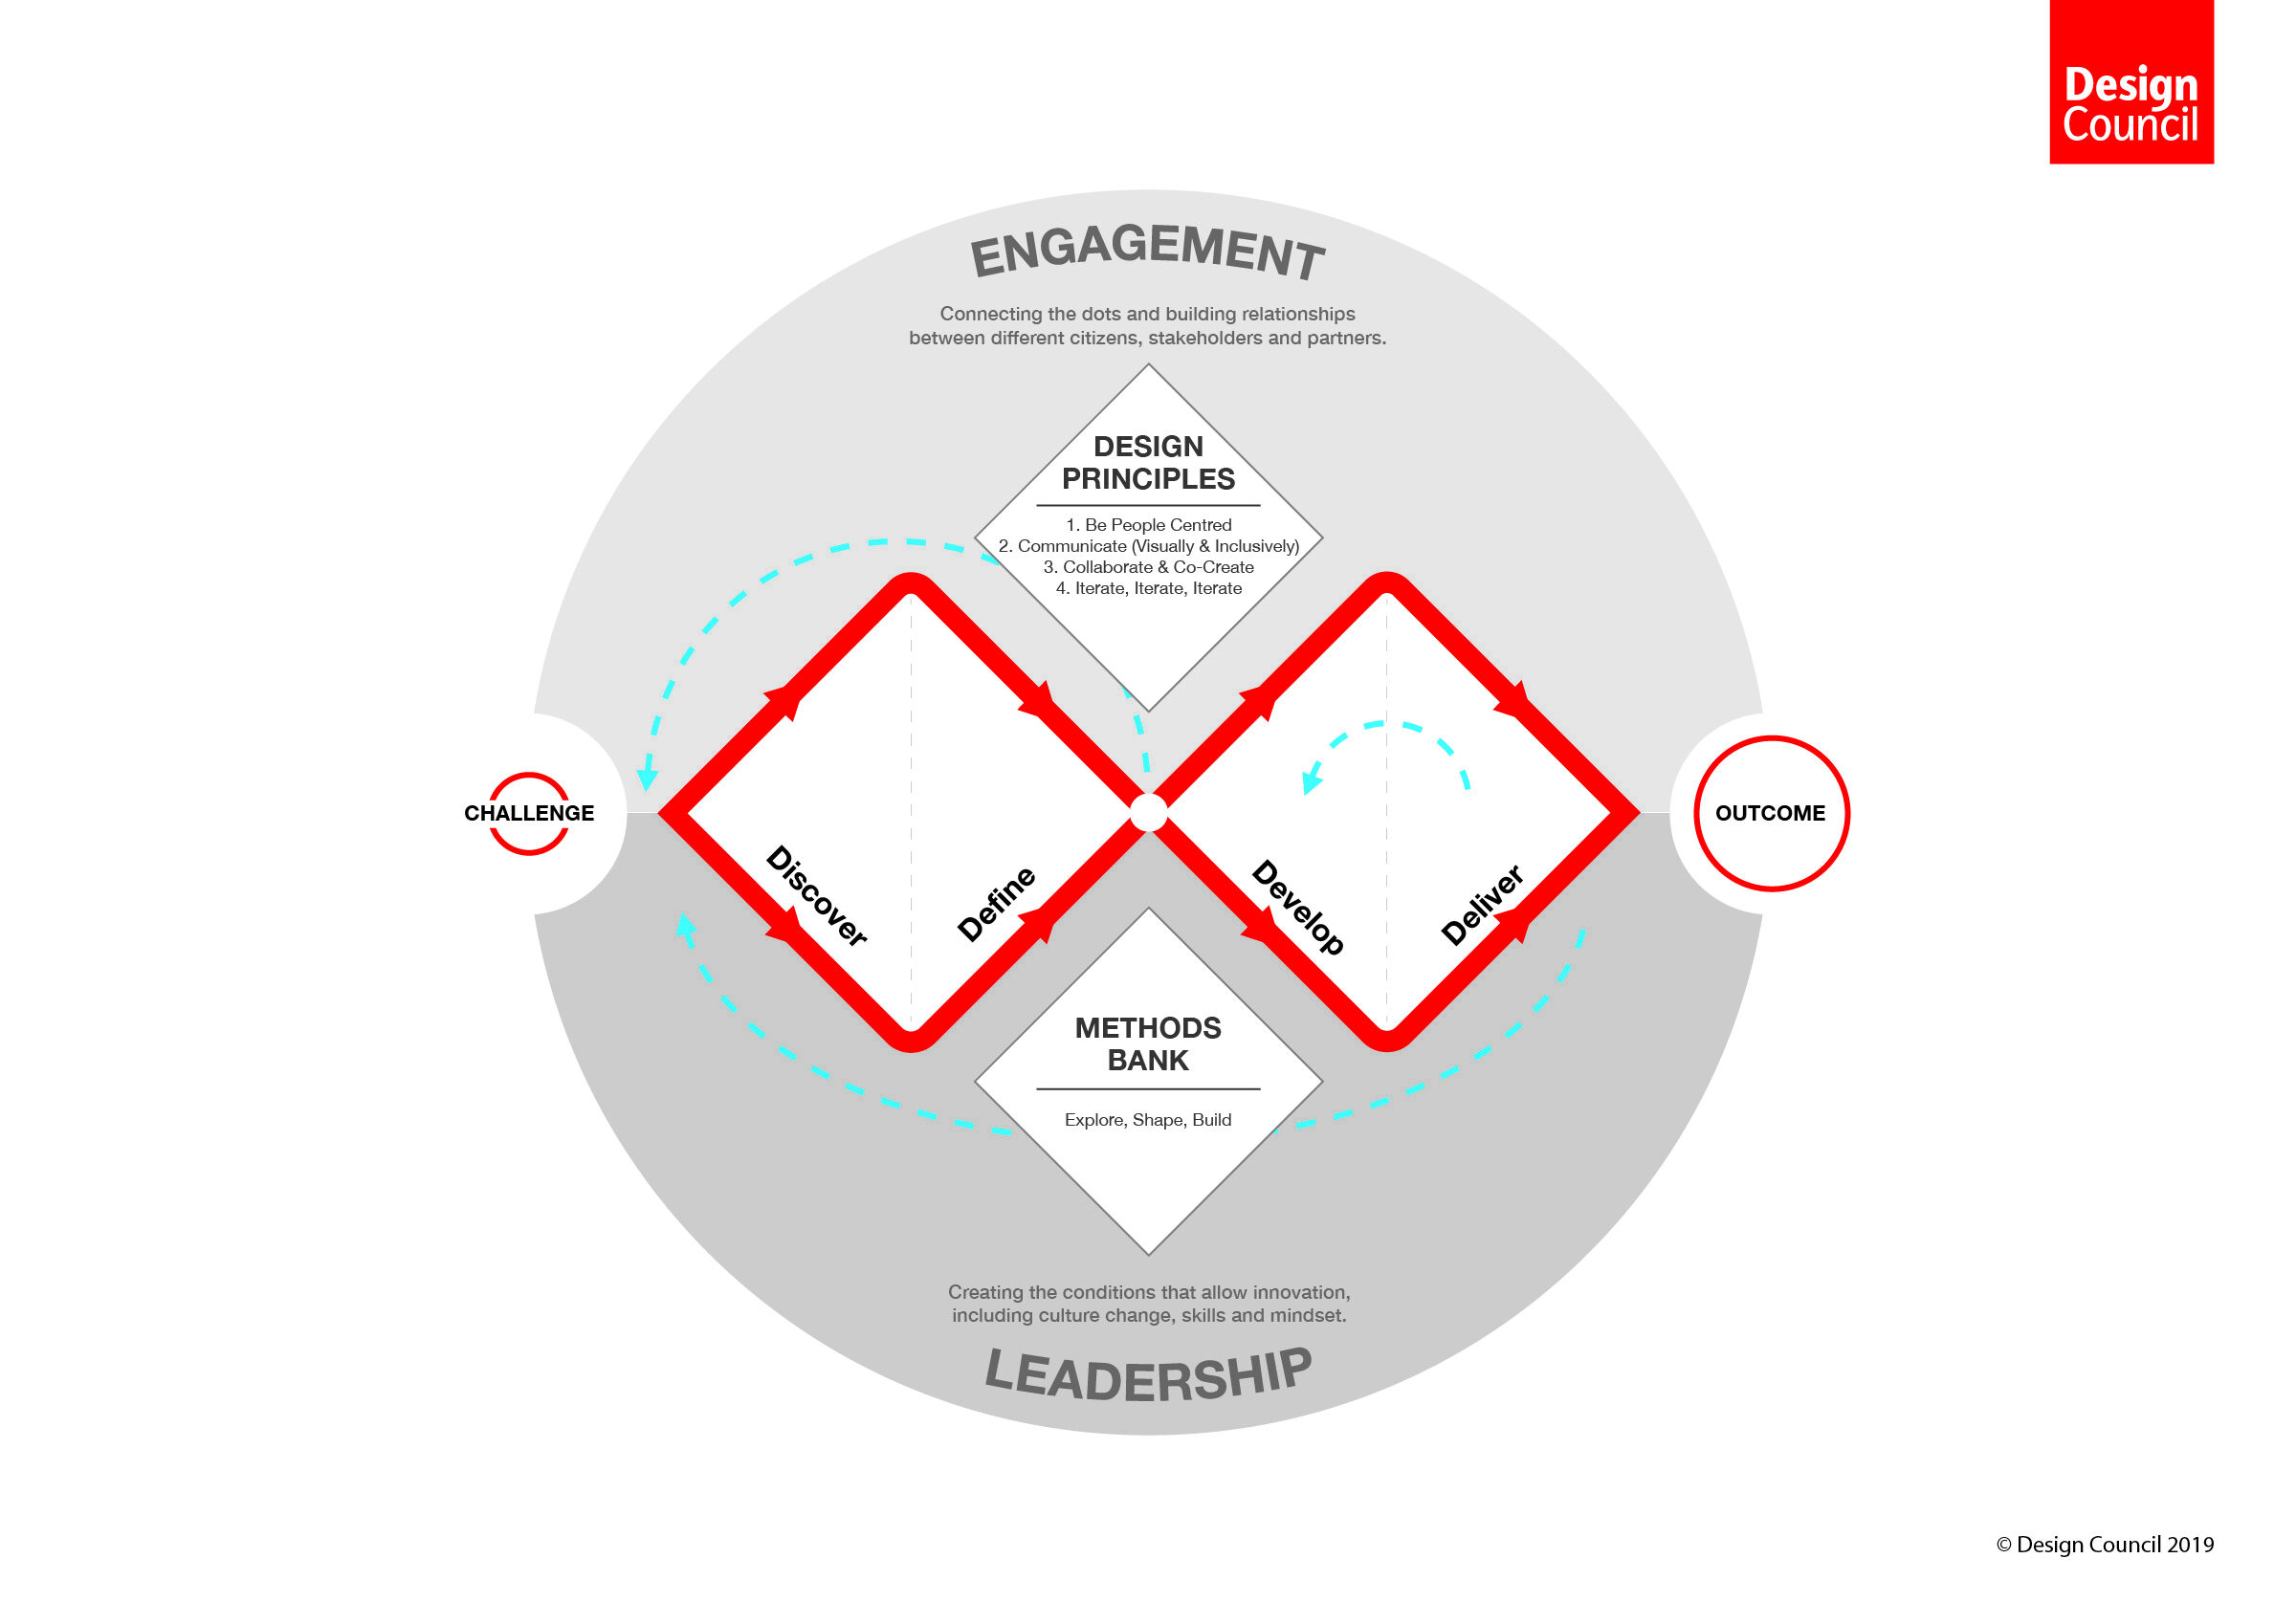 Design
Council
ENGAGEMENT
Connecting the dots and building relationships
between different citizens, stakeholders and partners.
DESIGN
PRINCIPLES
1. Be People Centred
2. Communicate (Visually & Inclusively)
3. Collaborate & Co-Create
4. Iterate, Iterate, Iterate
CHALLENGE
Discover
Define
Develop
Deliver
OUTCOME
METHODS
BANK
Explore, Shape, Build
Creating the conditions that allow innovation,
including culture change, skills and mindset.
LEADERSHIP
© Design Council 2019